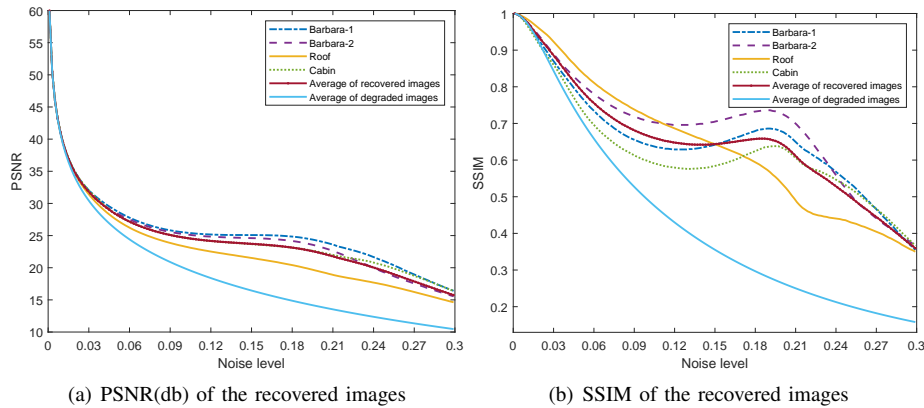 60
55
50
45
40
35
30
25
20
15
10
PSNR
0 0.03 0.06 0.09 0.12 0.15 0.18 0.21 0.24 0.27 0.3
Noise level
Barbara-1
Barbara-2
Roof
Cabin
Average of recovered images
Average of degraded images
(a) PSNR(db) of the recovered images
1
0.9
0.8
0.7
0.6
0.5
0.4
0.3
0.2
SSIM
0 0.03 0.06 0.09 0.12 0.15 0.18 0.21 0.24 0.27 0.3
Noise level
Barbara-1
Barbara-2
Roof
Cabin
Average of recovered images
Average of degraded images
(b) SSIM of the recovered images